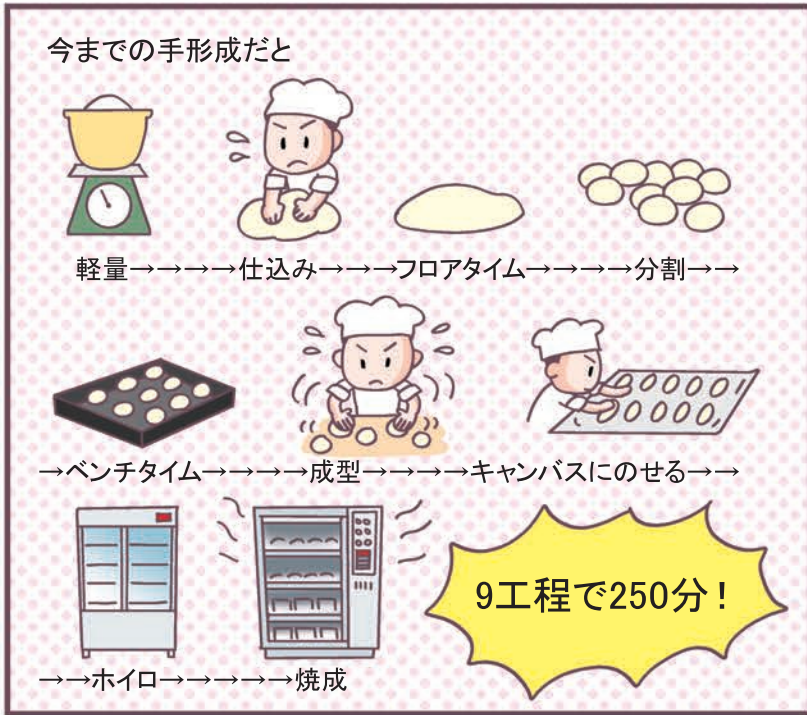 今までの手形成だと
軽量→→→→仕込み→→→フロアタイム→→→→分割→→
→ベンチタイム→→→→成型→→→→キャンバスにのせる→→
9工程で250分！
→→ホイロ→→→→→焼成